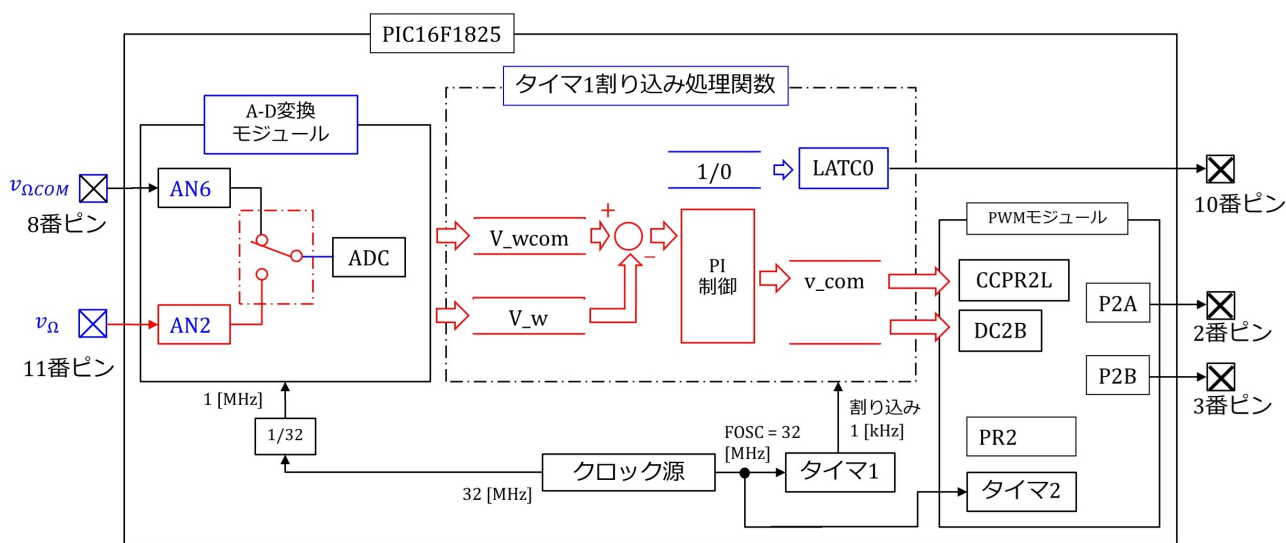 PIC16F1825
タイマ1割り込み処理関数
A-D変換
モジュール
vΩCOM
8番ピン
AN6
ADC
vΩ
11番ピン
AN2
V_wcom
V_w
+
−
1/0
LATC0
PI
制御
v_com
10番ピン
PWMモジュール
CCPR2L
DC2B
P2A
2番ピン
P2B
3番ピン
PR2
タイマ2
1 [MHz]
1/32
32 [MHz]
クロック源
FOSC = 32
[MHz]
タイマ1
割り込み
1 [kHz]